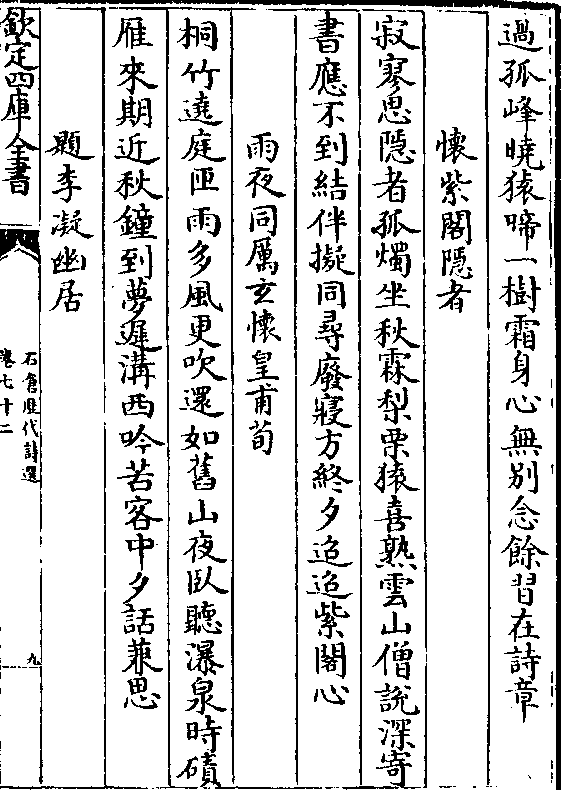 過孤峰曉猿啼一樹霜身心無別念餘習在詩章
懷紫閣隱者
寂寥思隱者孤燭坐秋霖梨栗猿喜熟雲山僧說深寄
書應不到結伴擬同尋廢寢方終夕迢迢紫閣心
雨夜同厲玄懷皇甫荀
桐竹遶庭匝雨多風更吹還如舊山夜臥聽瀑泉時磧
雁來期近秋鐘到夢遲溝西吟苦客中夕話兼思
題李凝幽居
欽定四庫全書
石倉歷代詩選
卷七十二
九